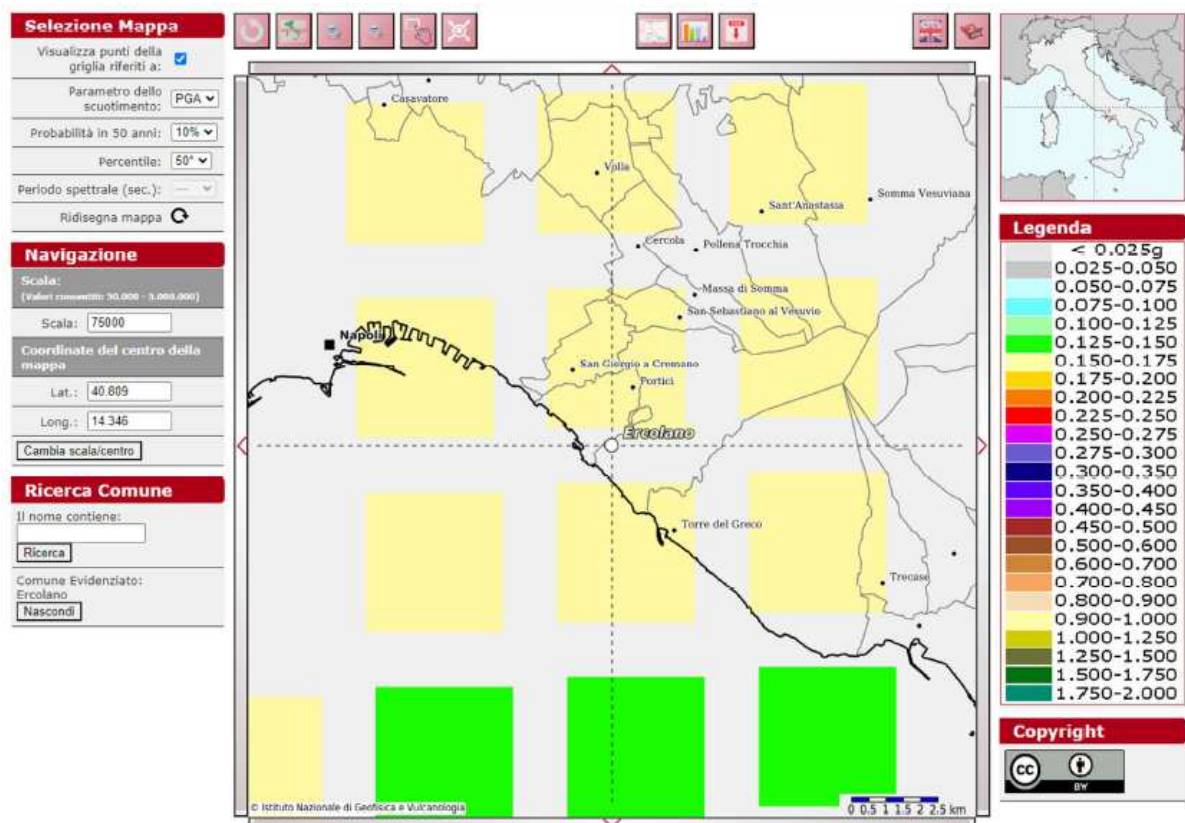 Selezione Mappa
Visualizza punti della
griglia riferiti a:
Parametro dello
scuotimento:
PGA
Probabilità in 50 anni:
10%
Percentile:
50°
Periodo spettrale (sec.):
---
Ridisegna mappa
Navigazione
Scala:
(Valori consentiti: 50.000 - 3.000.000)
Scala:
75000
Coordinate del centro della
mappa
Lat.:
40.809
Long.:
14.346
Cambia scala/centro
Ricerca Comune
Il nome contiene:
Ricerca
Comune Evidenziato:
Ercolano
Nascondi
Casavatore
Volla
Somma Vesuviana
Sant'Anastasia
Cercola
Pollena Trocchia
Massa di Somma
San Sebastiano al Vesuvio
Napoli
San Giorgio a Cremano
Portici
Ercolano
Torre del Greco
Trecase
© Istituto Nazionale di Geofisica e Vulcanologia
0 0.5 1 1.5 2 2.5 km
Legenda
< 0.025g
0.025-0.050
0.050-0.075
0.075-0.100
0.100-0.125
0.125-0.150
0.150-0.175
0.175-0.200
0.200-0.225
0.225-0.250
0.250-0.275
0.275-0.300
0.300-0.350
0.350-0.400
0.400-0.450
0.450-0.500
0.500-0.600
0.600-0.700
0.700-0.800
0.800-0.900
0.900-1.000
1.000-1.250
1.250-1.500
1.500-1.750
1.750-2.000
Copyright
cc
BY